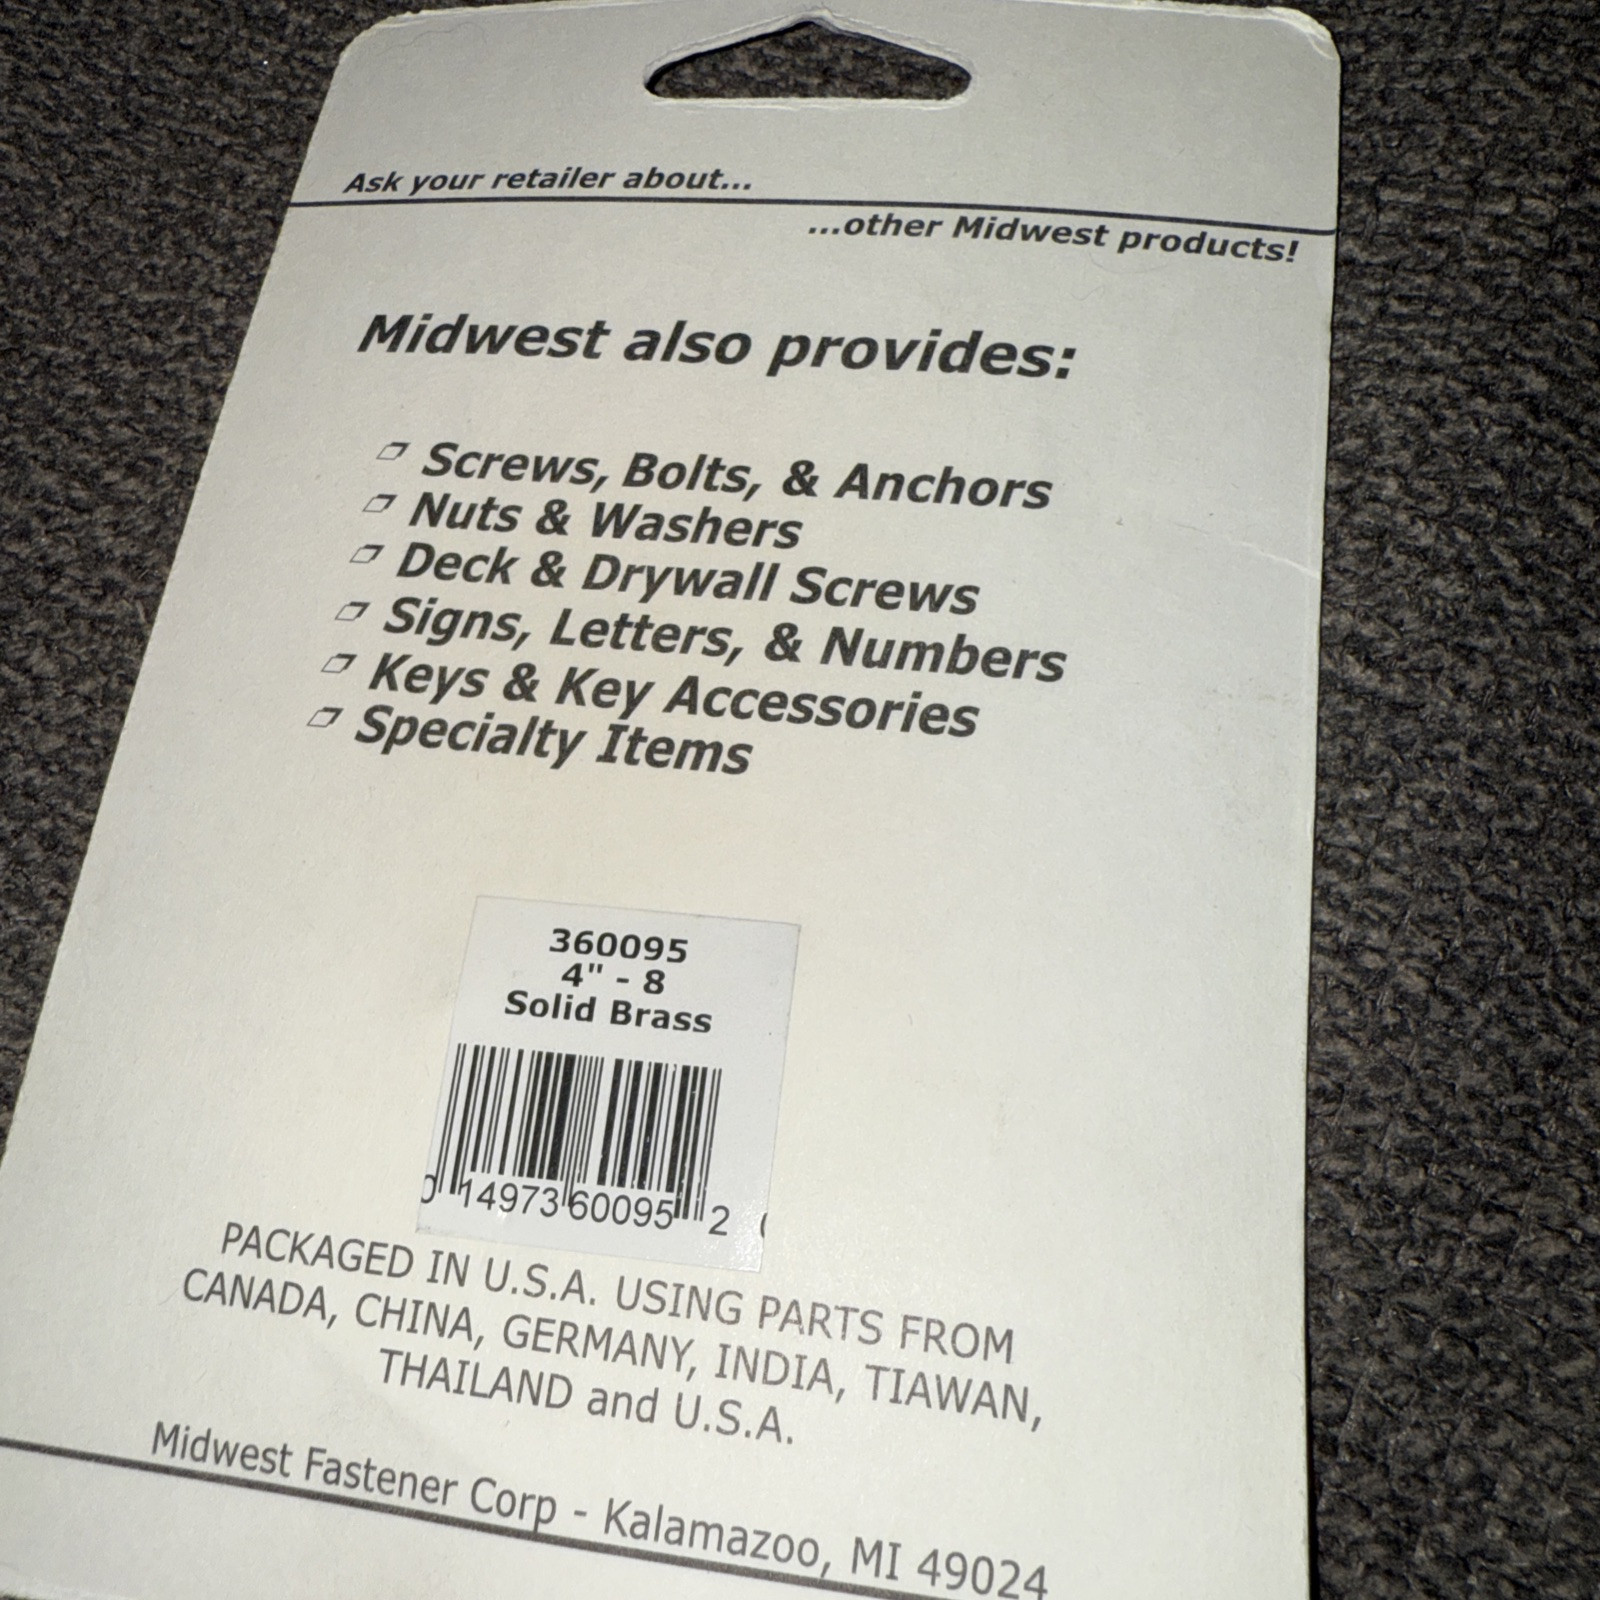 Ask your retailer about...
...other Midwest products!
Midwest also provides:
Screws, Bolts, & Anchors
Nuts & Washers
Deck & Drywall Screws
Signs, Letters, & Numbers
Keys & Key Accessories
Specialty Items
360095
4" - 8
Solid Brass
0 14973 60095 2
PACKAGED IN U.S.A. USING PARTS FROM
CANADA, CHINA, GERMANY, INDIA, TIAWAN,
THAILAND and U.S.A.
Midwest Fastener Corp - Kalamazoo, MI 49024